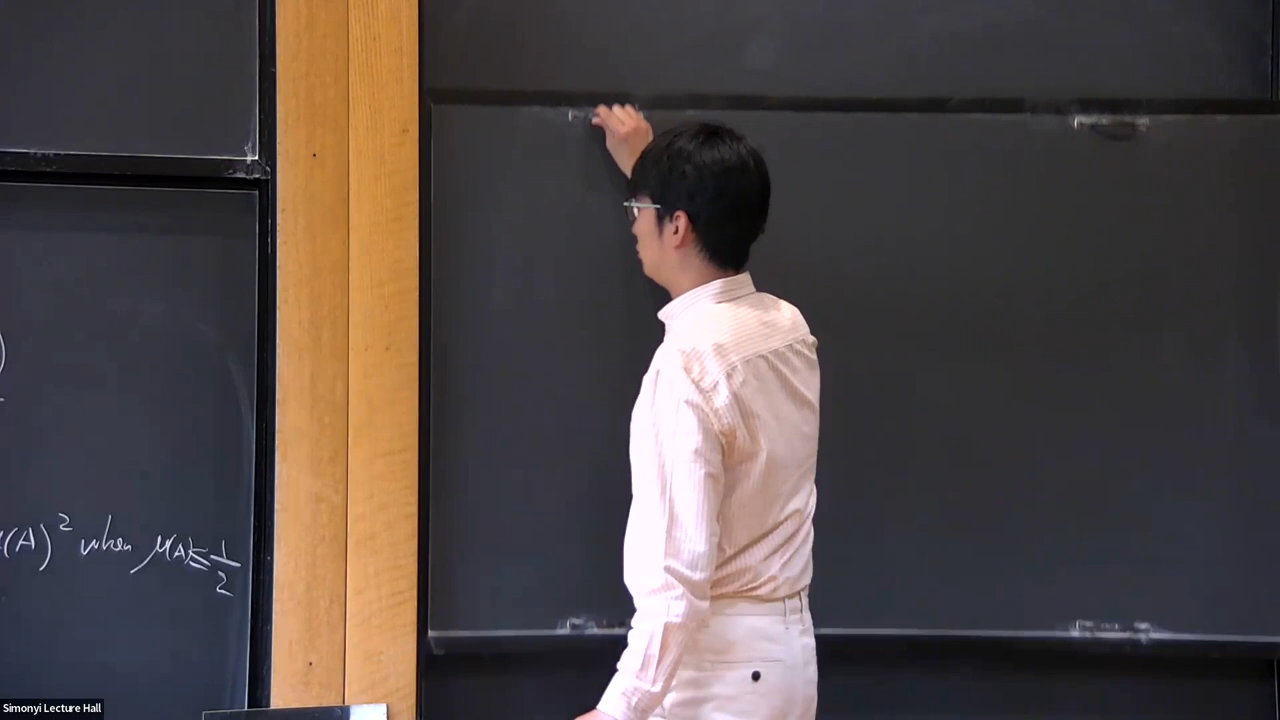 (A)² when μ(A) ≤ 1/2
Simonyi Lecture Hall